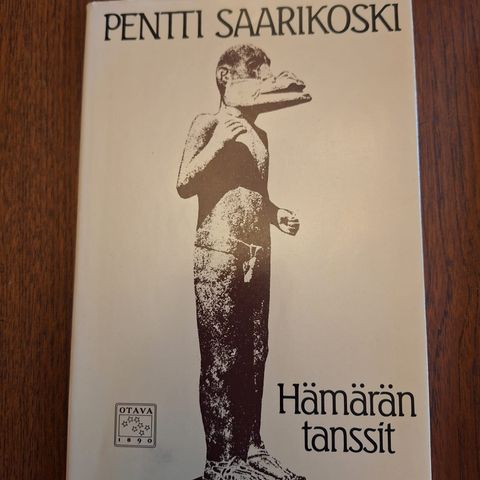 PENTTI SAARIKOSKI
Hämärän
tanssit
OTAVA
1890